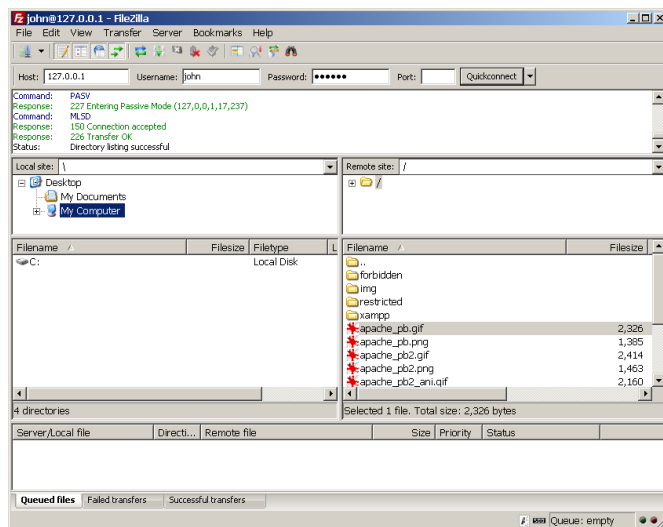 john@127.0.0.1 - FileZilla
File Edit View Transfer Server Bookmarks Help
Host: 127.0.0.1 Username: john Password: ●●●●●● Port: Quickconnect
Command: PASV
Response: 227 Entering Passive Mode (127,0,0,1,17,237)
Command: MLSD
Response: 150 Connection accepted
Response: 226 Transfer OK
Status: Directory listing successful
Local site: \
Remote site: /
Desktop
My Documents
My Computer
/
Filename Filesize Filetype L
C: Local Disk
4 directories
Filename Filesize
..
forbidden
img
restricted
xampp
apache_pb.gif 2,326
apache_pb.png 1,385
apache_pb2.gif 2,414
apache_pb2.png 1,463
apache_pb2_ani.gif 2,160
Selected 1 file. Total size: 2,326 bytes
Server/Local file Directi... Remote file Size Priority Status
Queued files Failed transfers Successful transfers
Queue: empty